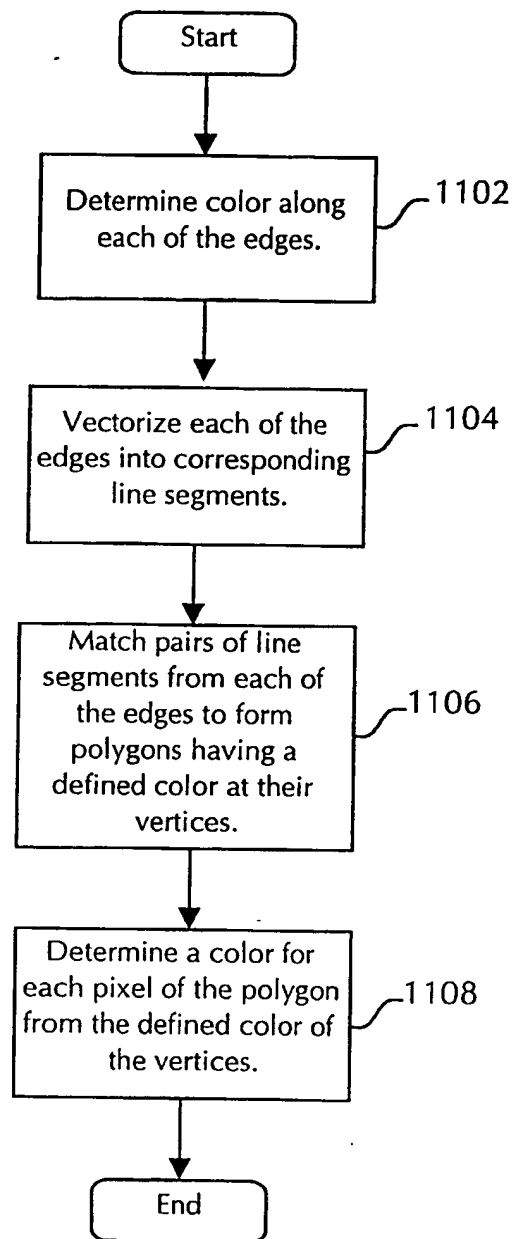 Start
Determine color along
each of the edges.
1102
Vectorize each of the
edges into corresponding
line segments.
1104
Match pairs of line
segments from each of
the edges to form
polygons having a
defined color at their
vertices.
1106
Determine a color for
each pixel of the polygon
from the defined color of
the vertices.
1108
End